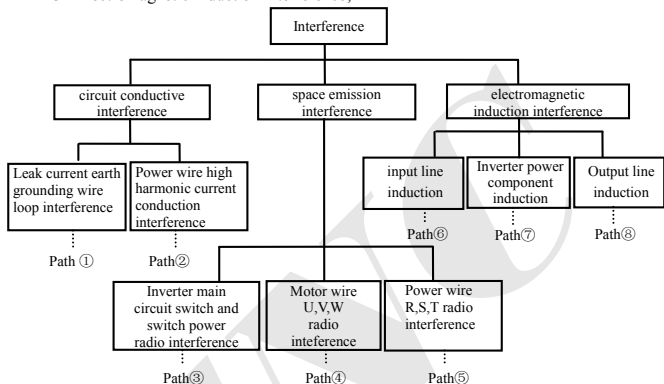 Interference
circuit conductive
interference
space emission
interference
electromagnetic
induction interference
Leak current earth
grounding wire
loop interference
Power wire high
harmonic current
conduction
interference
input line
induction
Inverter power
component
induction
Output line
induction
Path ①
Path②
Path⑥
Path⑦
Path⑧
Inverter main
circuit switch and
switch power
radio interference
Motor wire
U,V,W
radio
inteference
Power wire
R,S,T radio
interference
Path③
Path④
Path⑤